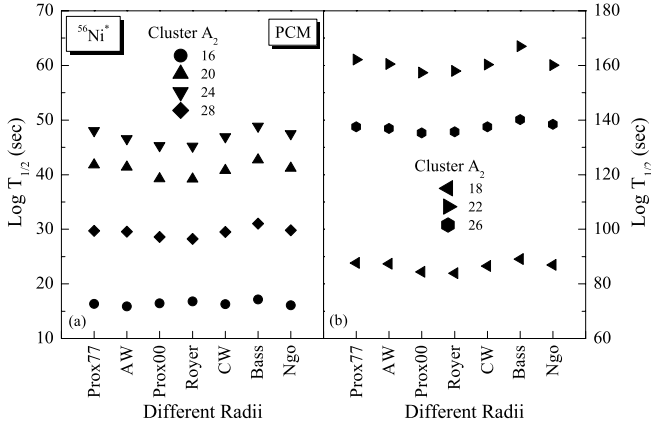 ⁵⁶Ni*
PCM
Cluster A₂
16
20
24
28
Cluster A₂
18
22
26
70
60
50
40
30
20
10
Log T₁/₂ (sec)
180
160
140
120
100
80
60
Log T₁/₂ (sec)
(a)
(b)
Prox77
AW
Prox00
Royer
CW
Bass
Ngo
Prox77
AW
Prox00
Royer
CW
Bass
Ngo
Different Radii
Different Radii